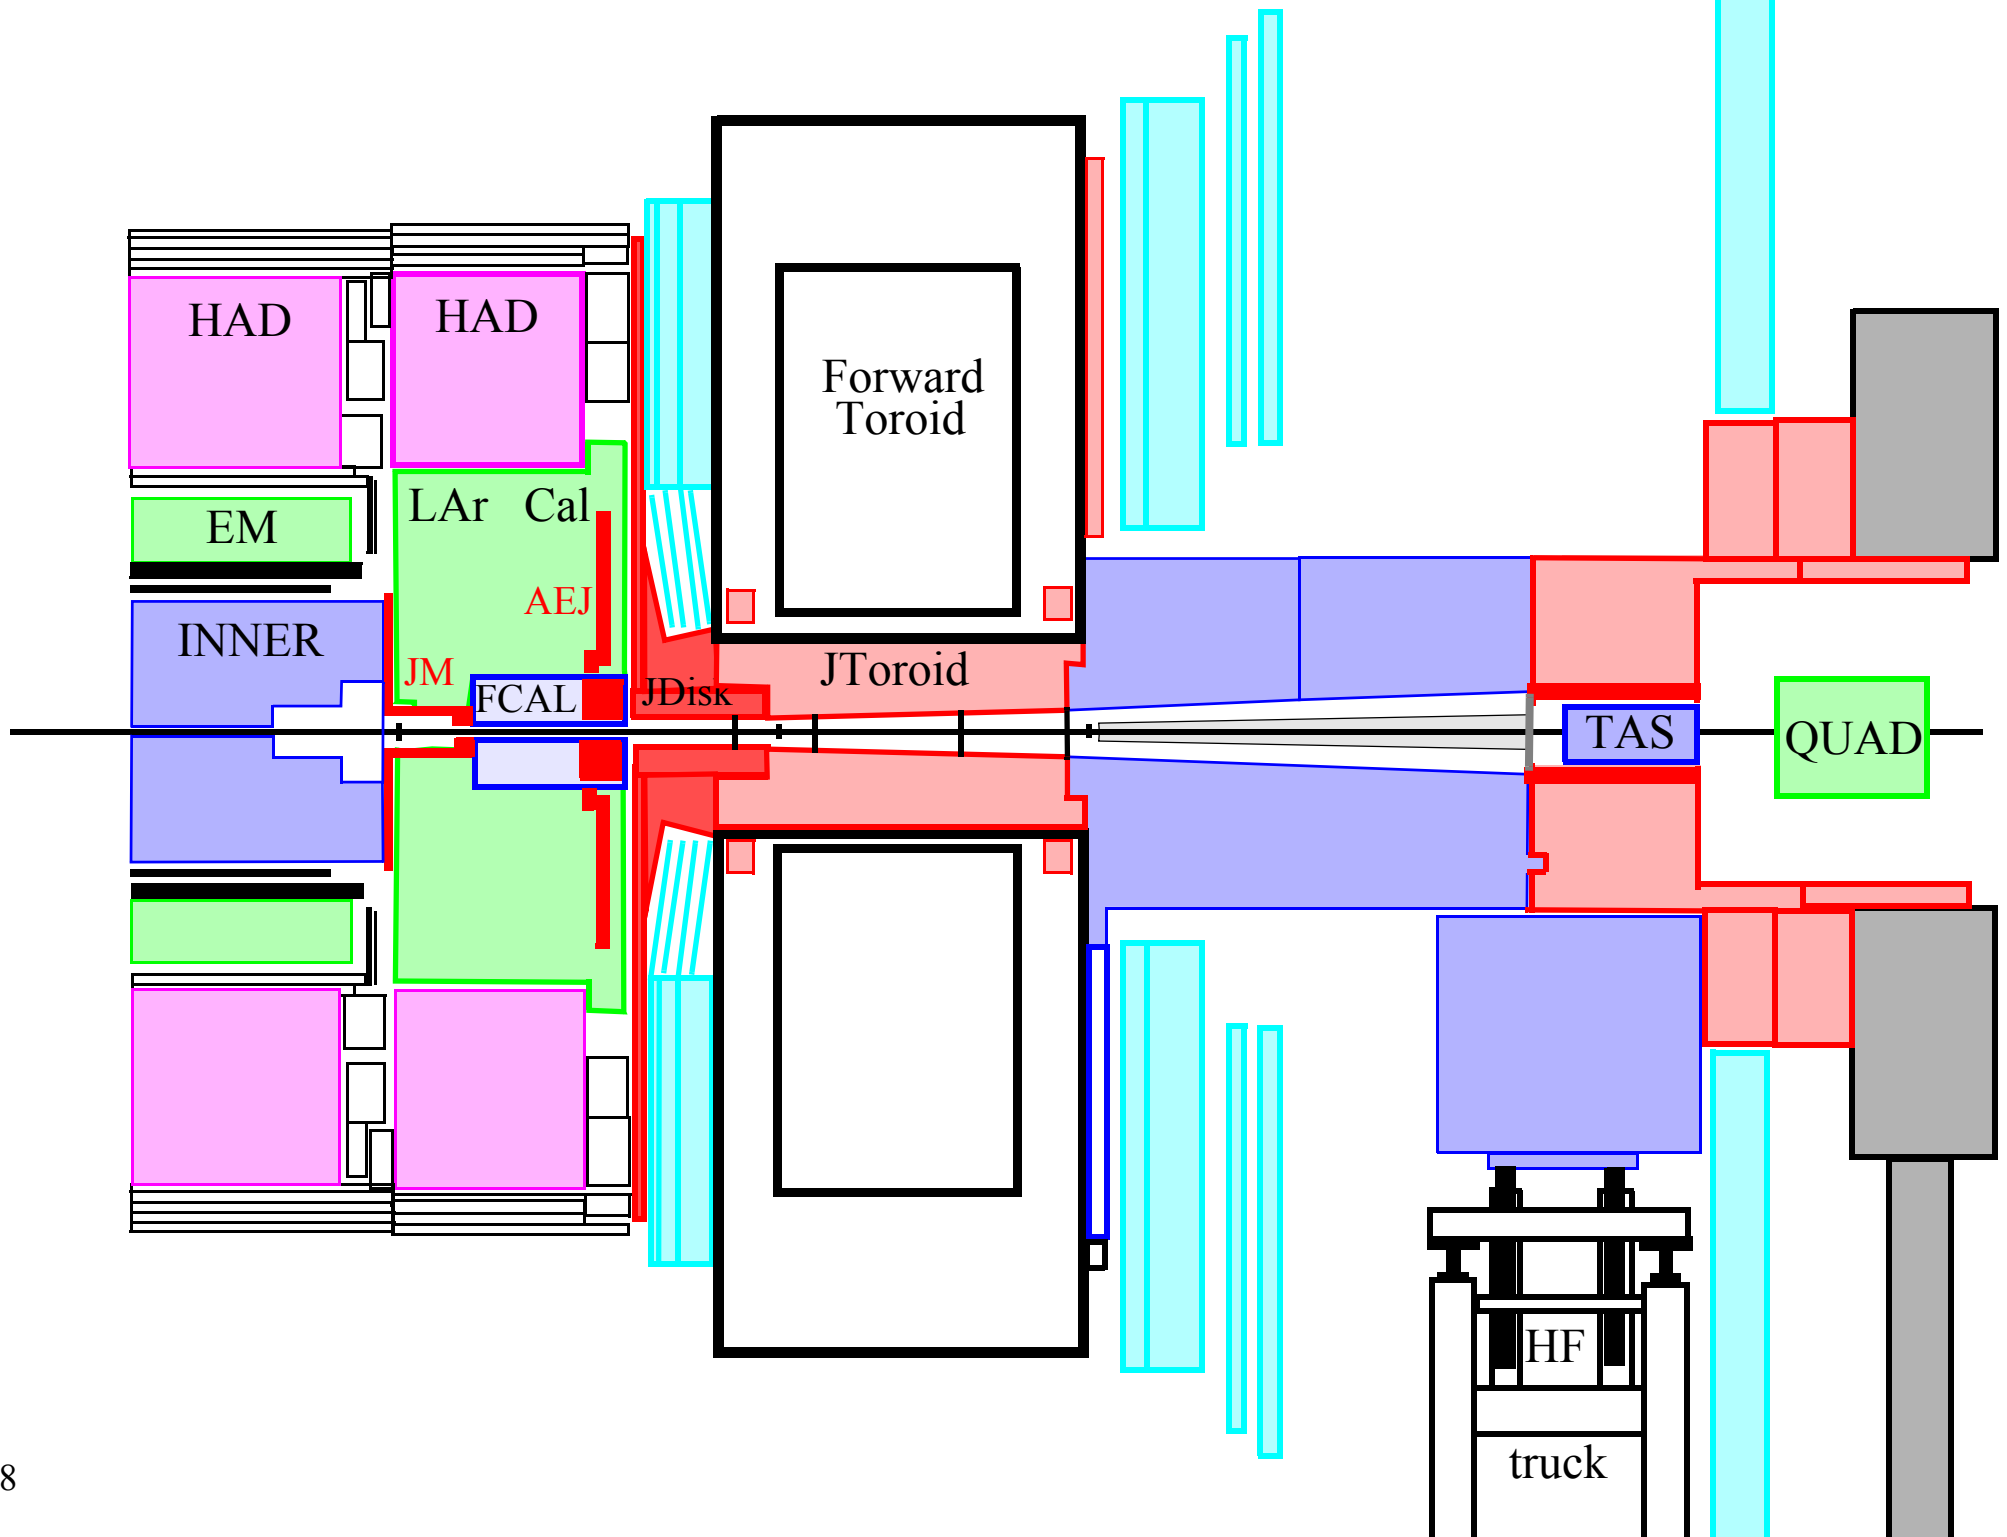 HAD
HAD
Forward
Toroid
LAr Cal
EM
AEJ
INNER
JM
JToroid
FCAL
JDisk
TAS
QUAD
HF
truck
8